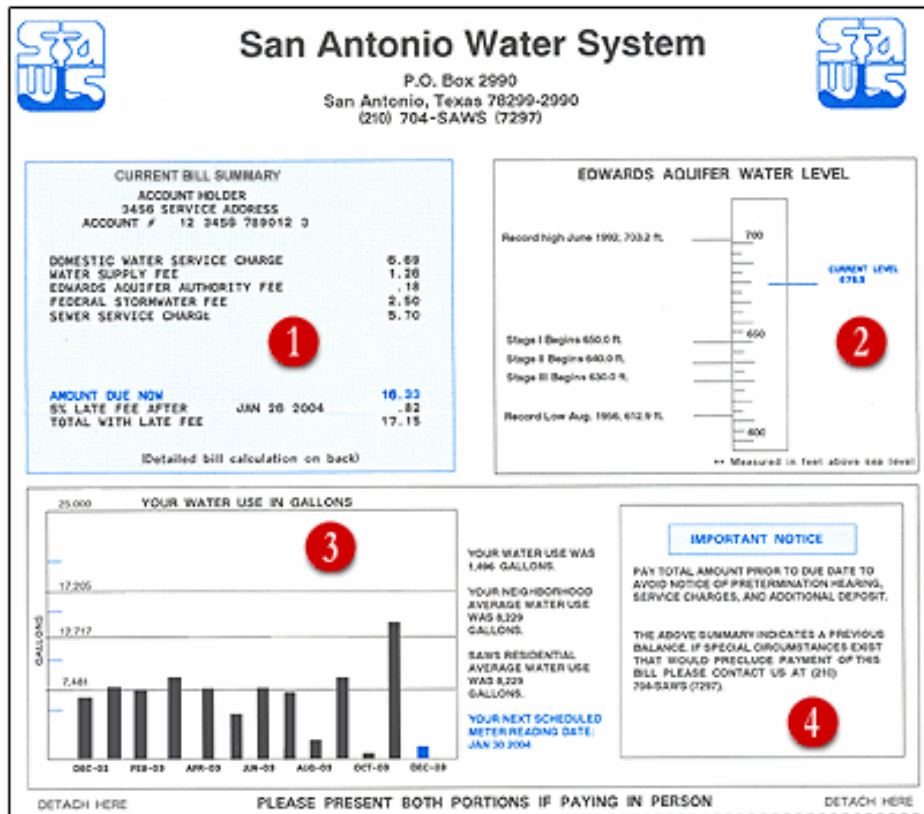 SAWS
San Antonio Water System
SAWS
P.O. Box 2990
San Antonio, Texas 78299-2990
(210) 704-SAWS (7297)
CURRENT BILL SUMMARY
ACCOUNT HOLDER
3456 SERVICE ADDRESS
ACCOUNT # 12 3456 789012 3
DOMESTIC WATER SERVICE CHARGE 6.69
WATER SUPPLY FEE 1.26
EDWARDS AQUIFER AUTHORITY FEE .18
FEDERAL STORMWATER FEE 2.50
SEWER SERVICE CHARGE 5.70
1
AMOUNT DUE NOW 16.33
5% LATE FEE AFTER JAN 26 2004 .82
TOTAL WITH LATE FEE 17.15
(Detailed bill calculation on back)
EDWARDS AQUIFER WATER LEVEL
Record high June 1992, 703.2 ft.
700
CURRENT LEVEL
2
650
Stage I Begins 650.0 ft.
Stage II Begins 640.0 ft.
Stage III Begins 630.0 ft.
Record Low Aug. 1956, 612.9 ft.
600
↔ Measured in feet above sea level
YOUR WATER USE IN GALLONS
25,000
17,205
12,717
7,481
GALLONS
3
DEC-02 FEB-03 APR-03 JUN-03 AUG-03 OCT-03 DEC-03
YOUR WATER USE WAS
1,496 GALLONS.
YOUR NEIGHBORHOOD
AVERAGE WATER USE
WAS 8,229
GALLONS.
SAWS RESIDENTIAL
AVERAGE WATER USE
WAS 8,229
GALLONS.
YOUR NEXT SCHEDULED
METER READING DATE:
JAN 30 2004
IMPORTANT NOTICE
PAY TOTAL AMOUNT PRIOR TO DUE DATE TO
AVOID NOTICE OF PRETERMINATION HEARING,
SERVICE CHARGES, AND ADDITIONAL DEPOSIT.
THE ABOVE SUMMARY INDICATES A PREVIOUS
BALANCE. IF SPECIAL CIRCUMSTANCES EXIST
THAT WOULD PRECLUDE PAYMENT OF THIS
BILL PLEASE CONTACT US AT (210)
704-SAWS (7297).
4
DETACH HERE
PLEASE PRESENT BOTH PORTIONS IF PAYING IN PERSON
DETACH HERE